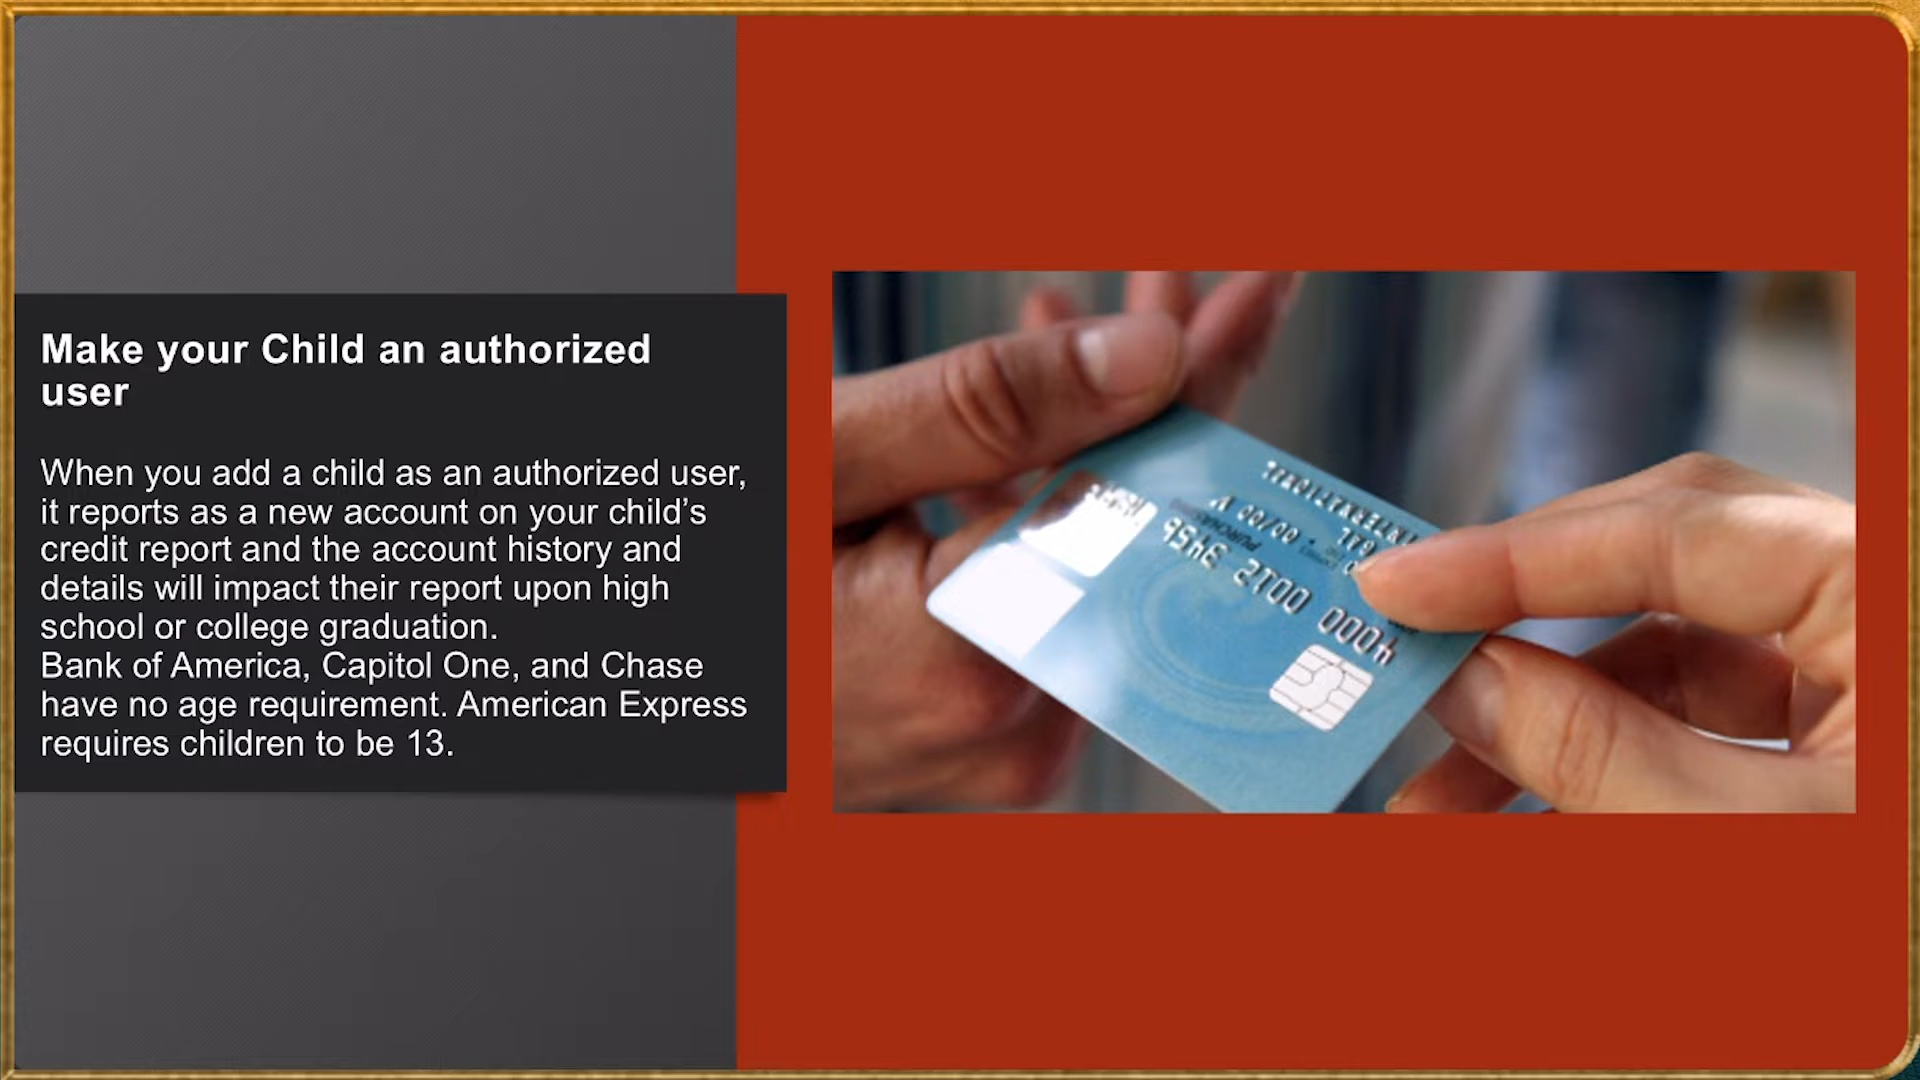 Make your Child an authorized
user
When you add a child as an authorized user,
it reports as a new account on your child’s
credit report and the account history and
details will impact their report upon high
school or college graduation.
Bank of America, Capitol One, and Chase
have no age requirement. American Express
requires children to be 13.
4000 0012 3456
00/00